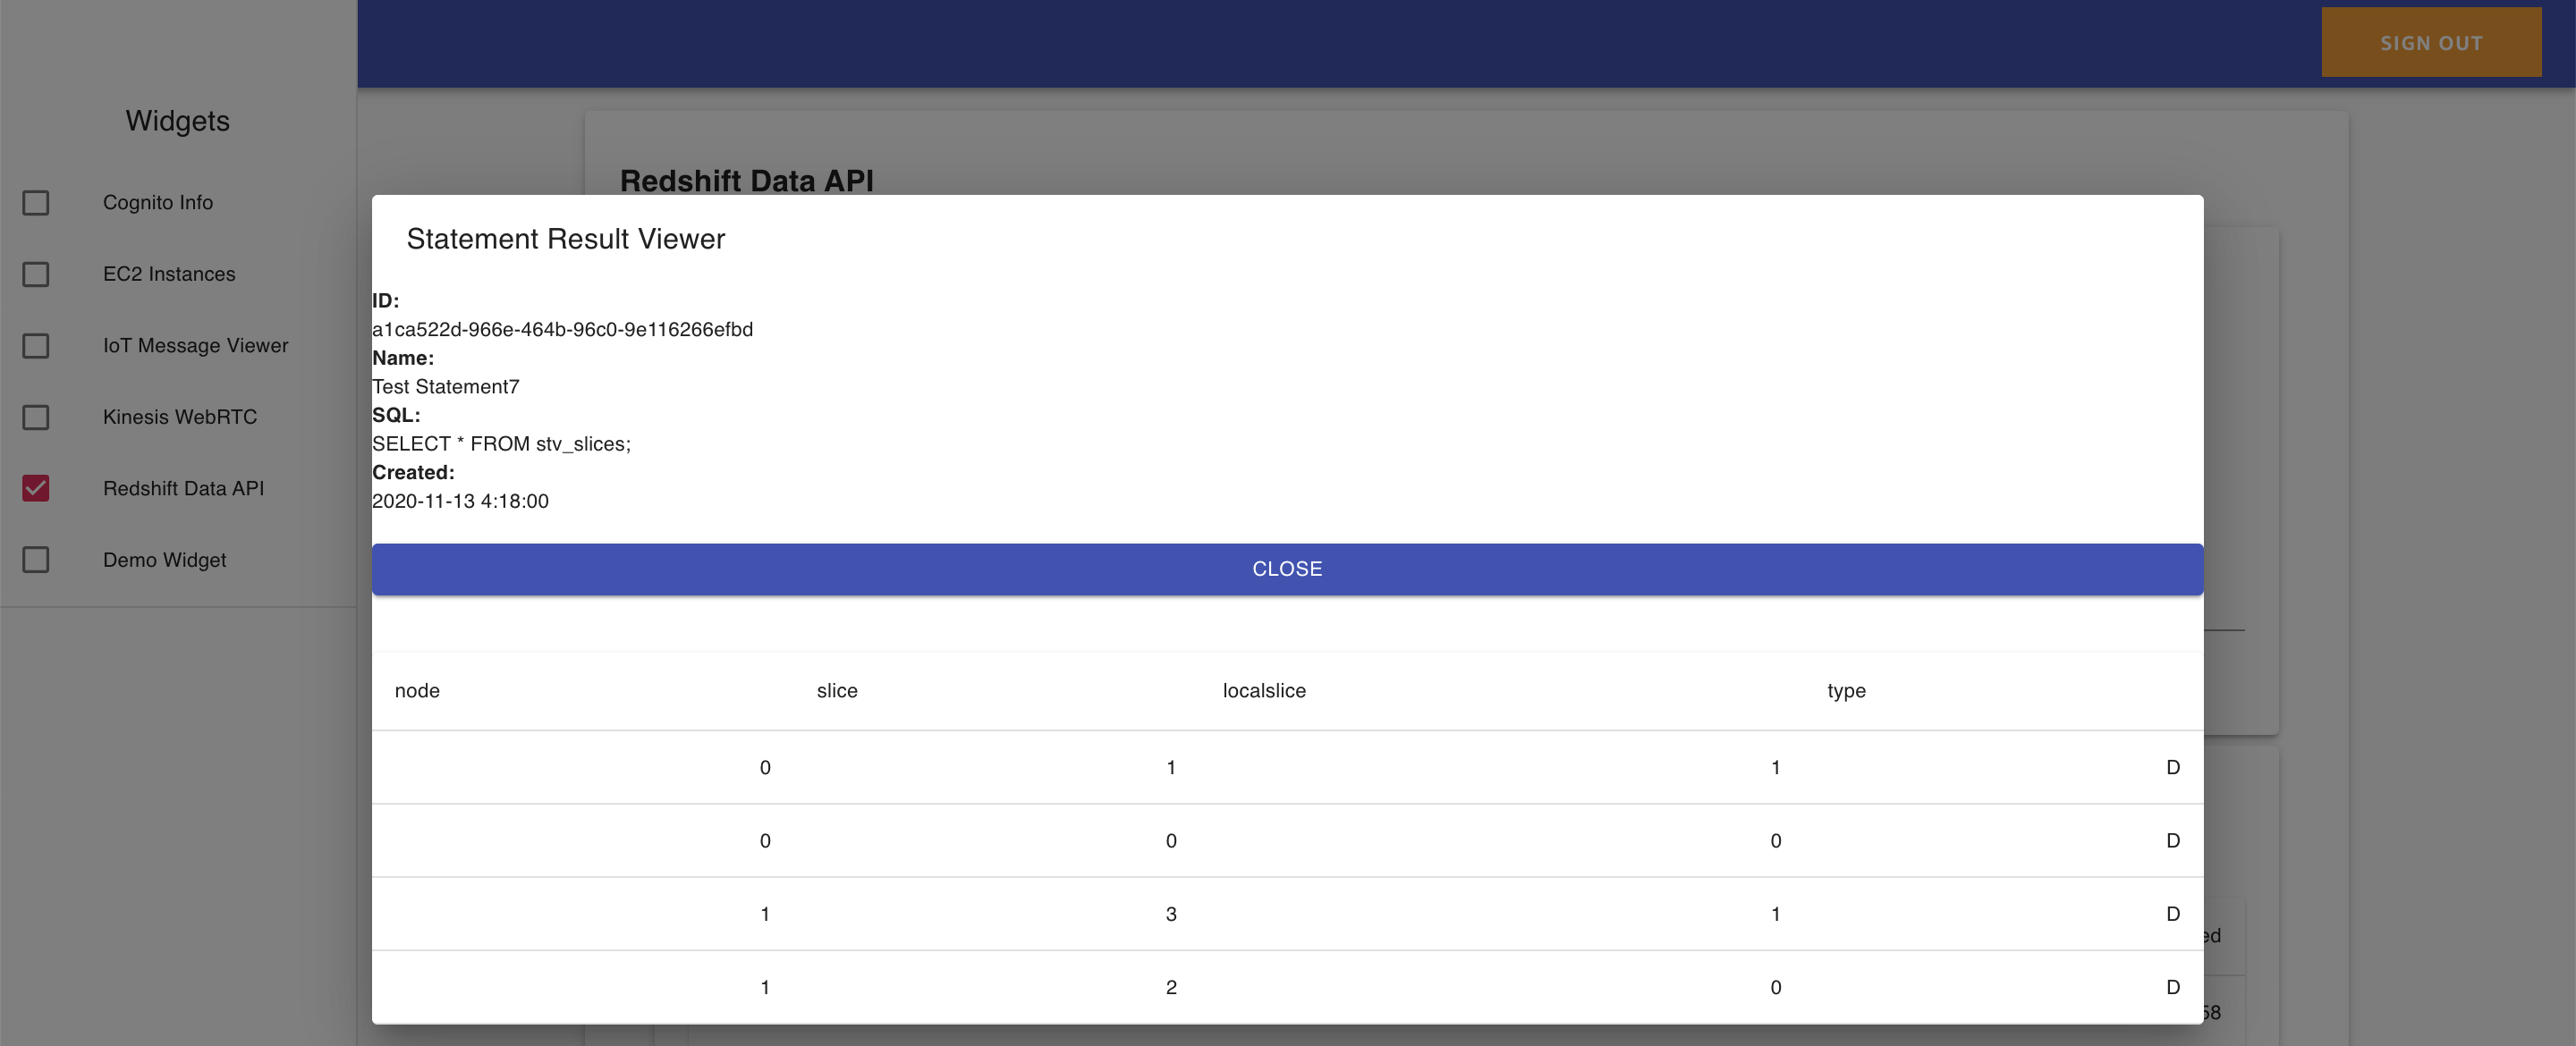 SIGN OUT
Widgets
Cognito Info
EC2 Instances
IoT Message Viewer
Kinesis WebRTC
Redshift Data API
Demo Widget
Redshift Data API
Statement Result Viewer
ID:
a1ca522d-966e-464b-96c0-9e116266efbd
Name:
Test Statement7
SQL:
SELECT * FROM stv_slices;
Created:
2020-11-13 4:18:00
CLOSE
node slice localslice type
0 1 1 D
0 0 0 D
1 3 1 D
1 2 0 D